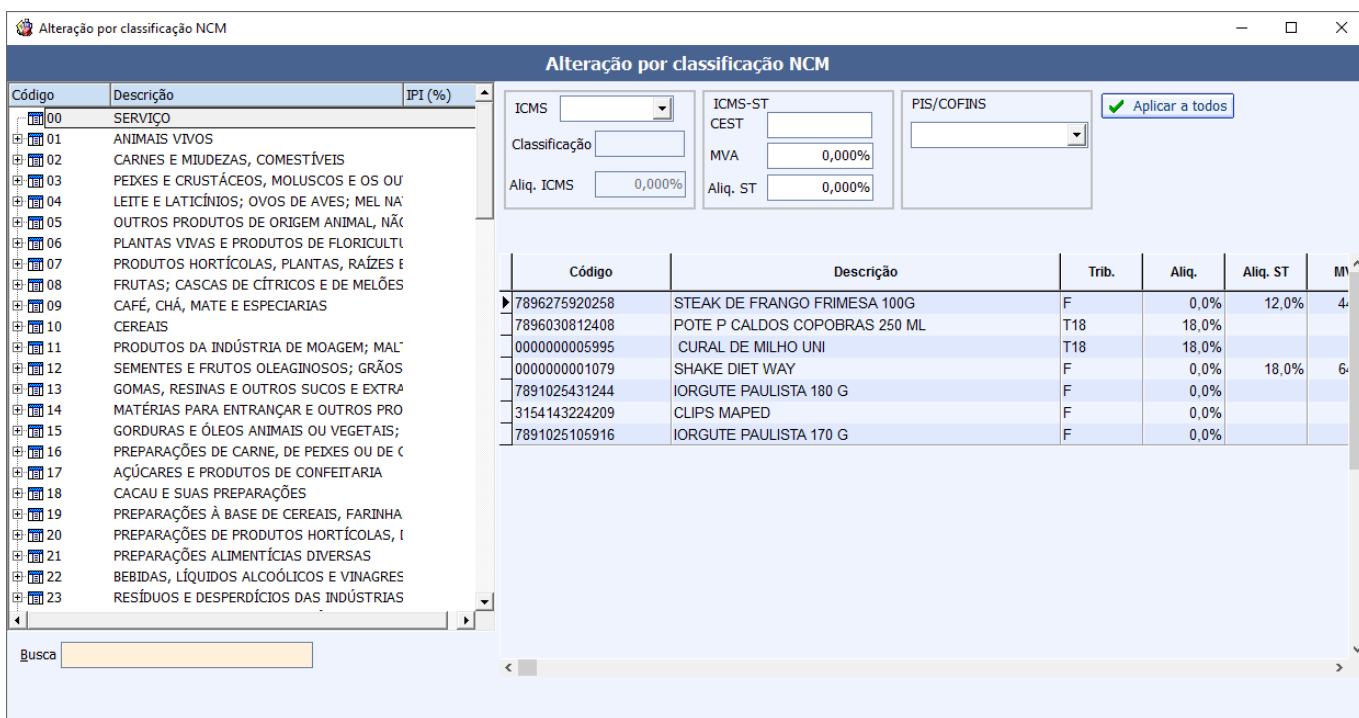 Alteração por classificação NCM
Alteração por classificação NCM
Código Descrição IPI (%)
00 SERVIÇO
01 ANIMAIS VIVOS
02 CARNES E MIUDEZAS, COMESTÍVEIS
03 PEIXES E CRUSTÁCEOS, MOLUSCOS E OS OU
04 LEITE E LATICÍNIOS; OVOS DE AVES; MEL NA
05 OUTROS PRODUTOS DE ORIGEM ANIMAL, NÃ
06 PLANTAS VIVAS E PRODUTOS DE FLORICULT
07 PRODUTOS HORTÍCOLAS, PLANTAS, RAÍZES E
08 FRUTAS; CASCAS DE CÍTRICOS E DE MELÕES
09 CAFÉ, CHÁ, MATE E ESPECIARIAS
10 CEREAIS
11 PRODUTOS DA INDÚSTRIA DE MOAGEM; MAL
12 SEMENTES E FRUTOS OLEAGINOSOS; GRÃOS
13 GOMAS, RESINAS E OUTROS SUCOS E EXTRA
14 MATÉRIAS PARA ENTRANÇAR E OUTROS PRO
15 GORDURAS E ÓLEOS ANIMAIS OU VEGETAIS;
16 PREPARAÇÕES DE CARNE, DE PEIXES OU DE C
17 AÇÚCARES E PRODUTOS DE CONFEITARIA
18 CACAU E SUAS PREPARAÇÕES
19 PREPARAÇÕES À BASE DE CEREAIS, FARINHA
20 PREPARAÇÕES DE PRODUTOS HORTÍCOLAS,
21 PREPARAÇÕES ALIMENTÍCIAS DIVERSAS
22 BEBIDAS, LÍQUIDOS ALCOÓLICOS E VINAGRES
23 RESÍDUOS E DESPERDÍCIOS DAS INDÚSTRIAS
Busca
ICMS
Classificação
Aliq. ICMS 0,000%
ICMS-ST
CEST
MVA 0,000%
Aliq. ST 0,000%
PIS/COFINS
Aplicar a todos
Código Descrição Trib. Aliq. Aliq. ST MV
7896275920258 STEAK DE FRANGO FRIMESA 100G F 0,0% 12,0% 4
7896030812408 POTE P CALDOS COPOBRAS 250 ML T18 18,0%
0000000005995 CURAL DE MILHO UNI T18 18,0%
0000000001079 SHAKE DIET WAY F 0,0% 18,0% 6
7891025431244 IORGUTE PAULISTA 180 G F 0,0%
3154143224209 CLIPS MAPED F 0,0%
7891025105916 IORGUTE PAULISTA 170 G F 0,0%